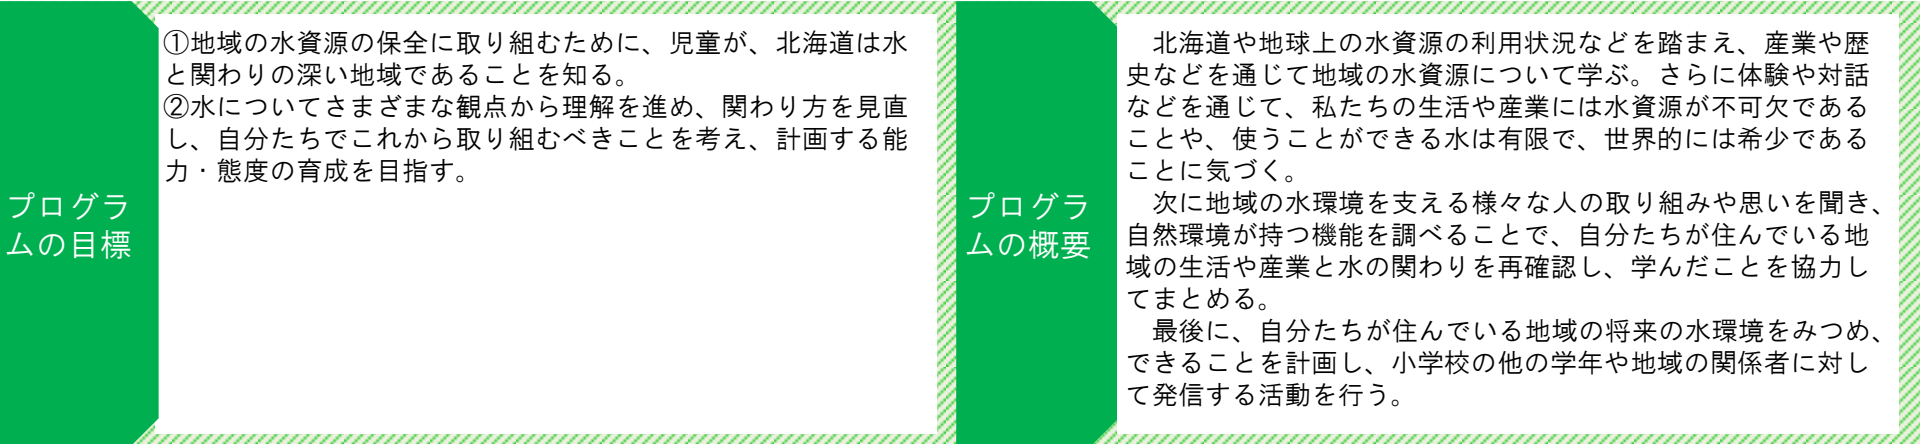 プログラ
ムの目標
①地域の水資源の保全に取り組むために、児童が、北海道は水
と関わりの深い地域であることを知る。
②水についてさまざまな観点から理解を進め、関わり方を見直
し、自分たちでこれから取り組むべきことを考え、計画する能
力・態度の育成を目指す。
プログラ
ムの概要
　北海道や地球上の水資源の利用状況などを踏まえ、産業や歴
史などを通じて地域の水資源について学ぶ。さらに体験や対話
などを通じて、私たちの生活や産業には水資源が不可欠である
ことや、使うことができる水は有限で、世界的には希少である
ことに気づく。
　次に地域の水環境を支える様々な人の取り組みや思いを聞き、
自然環境が持つ機能を調べることで、自分たちが住んでいる地
域の生活や産業と水の関わりを再確認し、学んだことを協力し
てまとめる。
　最後に、自分たちが住んでいる地域の将来の水環境をみつめ、
できることを計画し、小学校の他の学年や地域の関係者に対し
て発信する活動を行う。